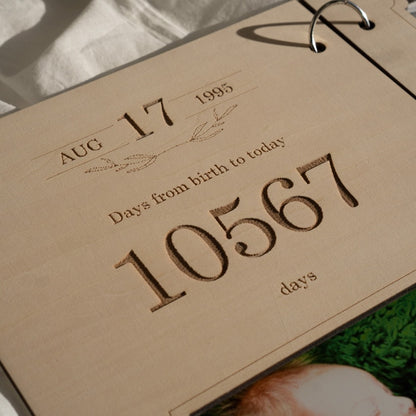 AUG 17 1995
Days from birth to today
10567
days